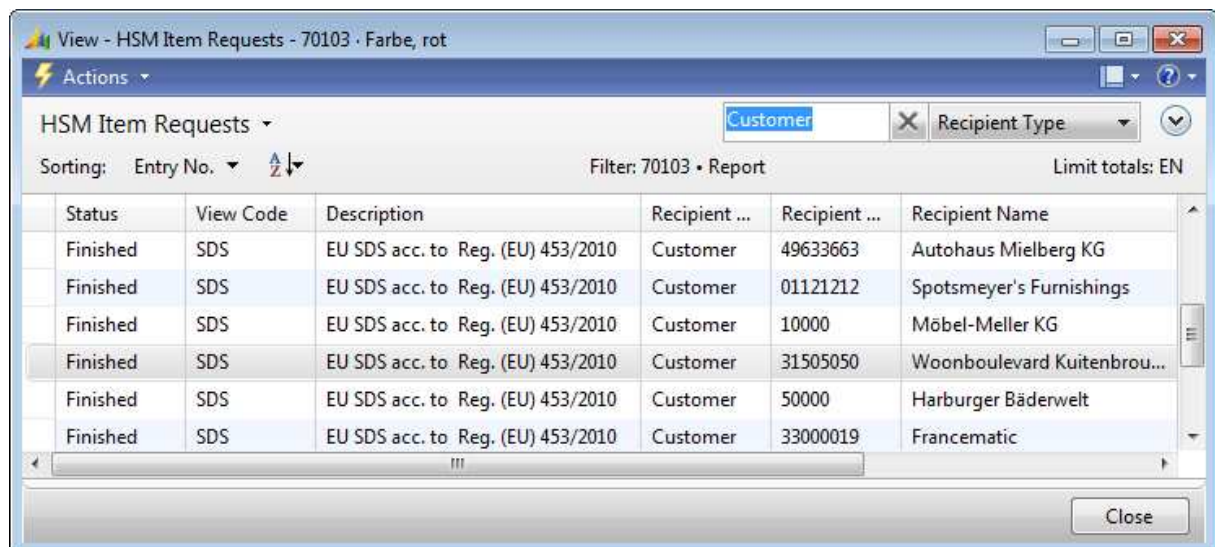 View - HSM Item Requests - 70103 · Farbe, rot
Actions
HSM Item Requests Customer Recipient Type
Sorting: Entry No. Filter: 70103 • Report Limit totals: EN
Status View Code Description Recipient ... Recipient ... Recipient Name
Finished SDS EU SDS acc. to Reg. (EU) 453/2010 Customer 49633663 Autohaus Mielberg KG
Finished SDS EU SDS acc. to Reg. (EU) 453/2010 Customer 01121212 Spotsmeyer's Furnishings
Finished SDS EU SDS acc. to Reg. (EU) 453/2010 Customer 10000 Möbel-Meller KG
Finished SDS EU SDS acc. to Reg. (EU) 453/2010 Customer 31505050 Woonboulevard Kuitenbrou...
Finished SDS EU SDS acc. to Reg. (EU) 453/2010 Customer 50000 Harburger Bäderwelt
Finished SDS EU SDS acc. to Reg. (EU) 453/2010 Customer 33000019 Francematic
Close